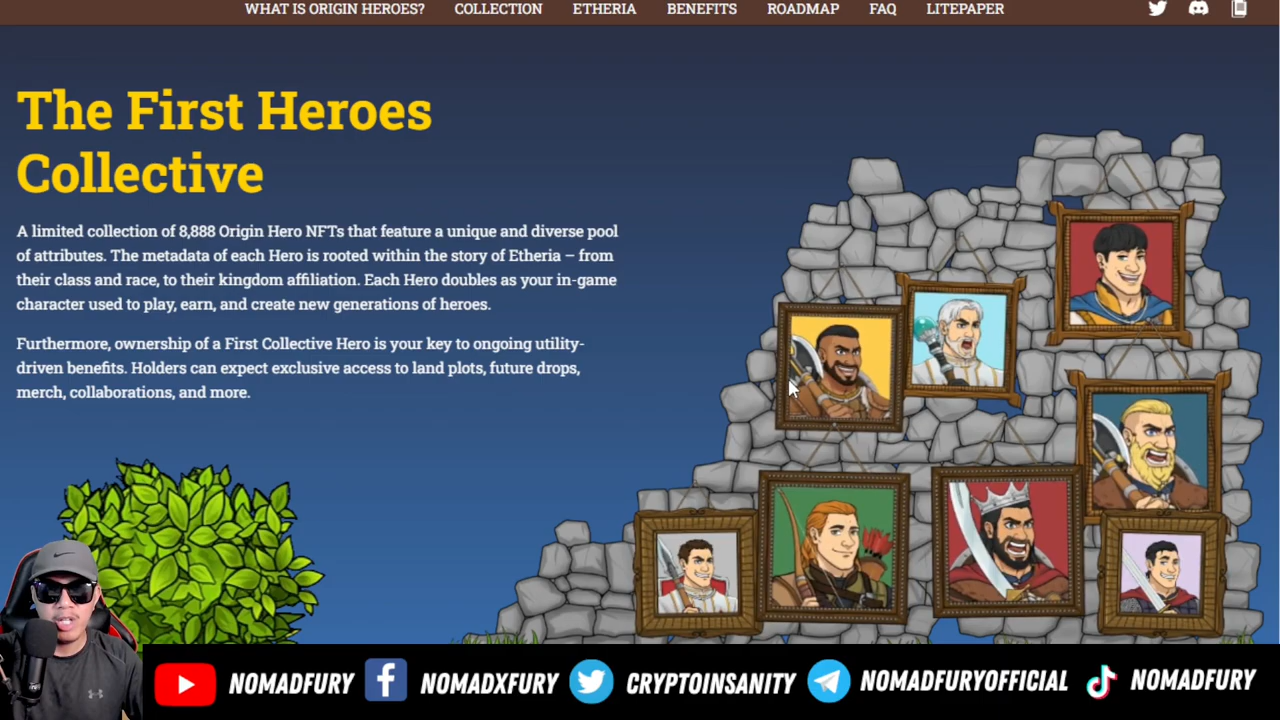 WHAT IS ORIGIN HEROES? COLLECTION ETHERIA BENEFITS ROADMAP FAQ LITEPAPER
The First Heroes
Collective
A limited collection of 8,888 Origin Hero NFTs that feature a unique and diverse pool
of attributes. The metadata of each Hero is rooted within the story of Etheria – from
their class and race, to their kingdom affiliation. Each Hero doubles as your in-game
character used to play, earn, and create new generations of heroes.
Furthermore, ownership of a First Collective Hero is your key to ongoing utility-
driven benefits. Holders can expect exclusive access to land plots, future drops,
merch, collaborations, and more.
NOMADFURY NOMADXFURY CRYPTOINSANITY NOMADFURYOFFICIAL NOMADFURY